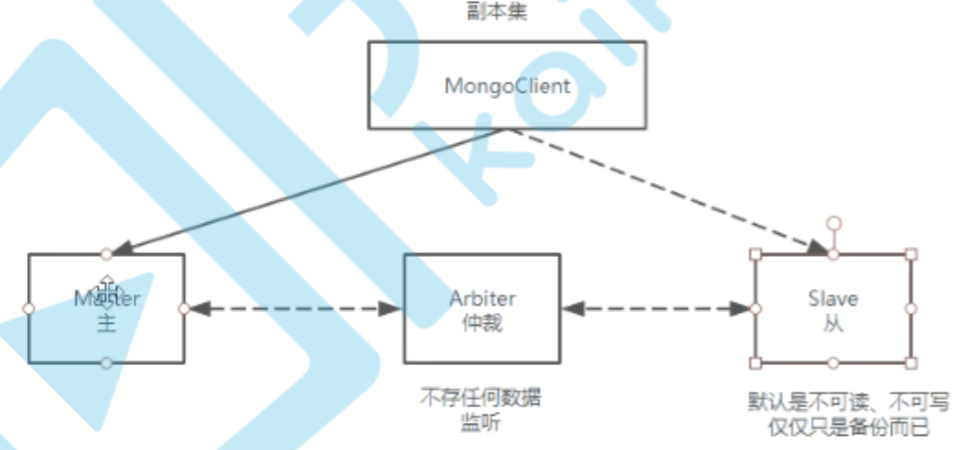 副本集
MongoClient
Master
主
Arbiter
仲裁
Slave
从
不存任何数据
监听
默认是不可读、不可写
仅仅只是备份而已